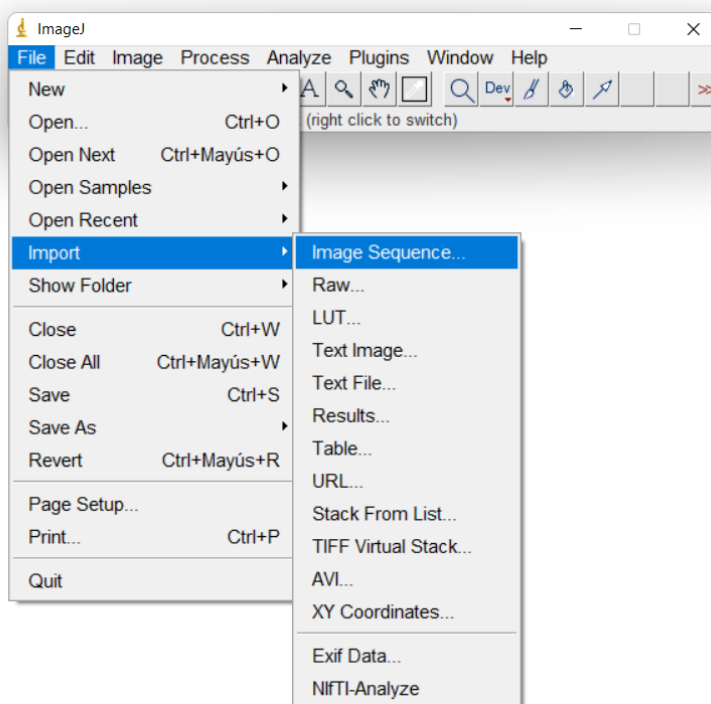 ImageJ
File Edit Image Process Analyze Plugins Window Help
A Dev
(right click to switch)
New
Open... Ctrl+O
Open Next Ctrl+Mayús+O
Open Samples
Open Recent
Import
Show Folder
Close Ctrl+W
Close All Ctrl+Mayús+W
Save Ctrl+S
Save As
Revert Ctrl+Mayús+R
Page Setup...
Print... Ctrl+P
Quit
Image Sequence...
Raw...
LUT...
Text Image...
Text File...
Results...
Table...
URL...
Stack From List...
TIFF Virtual Stack...
AVI...
XY Coordinates...
Exif Data...
NIfTI-Analyze